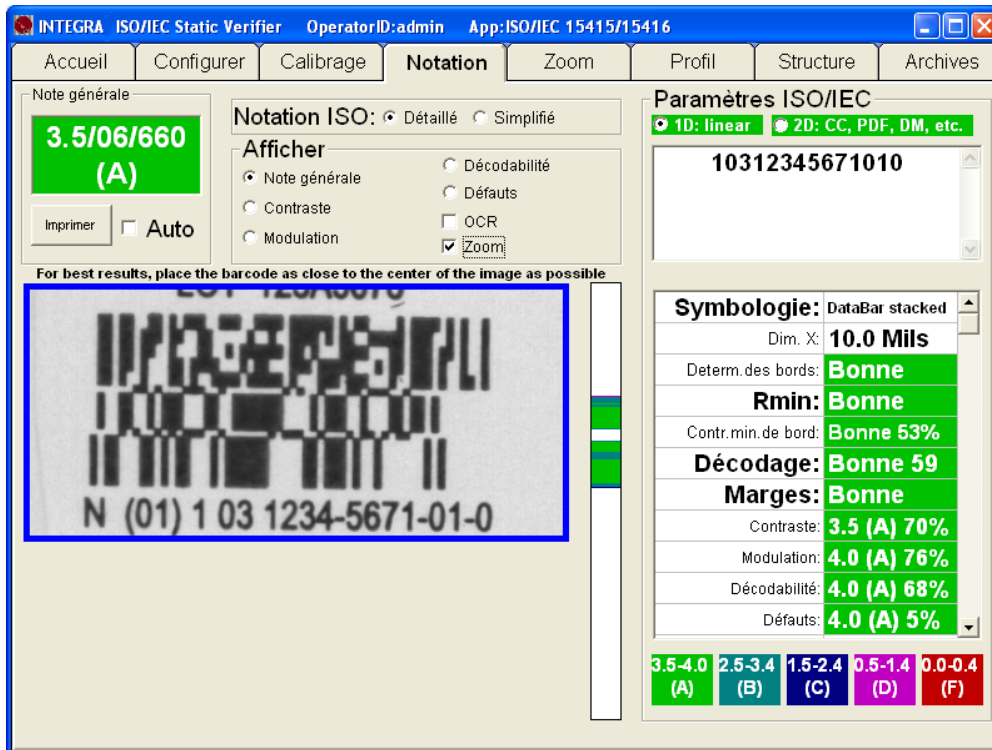 INTEGRA ISO/IEC Static Verifier OperatorID:admin App:ISO/IEC 15415/15416
Accueil Configurer Calibrage Notation Zoom Profil Structure Archives
Note générale
3.5/06/660
(A)
Imprimer Auto
Notation ISO: Détaillé Simplifié
Afficher
Note générale
Contraste
Modulation
Décodabilité
Défauts
OCR
Zoom
For best results, place the barcode as close to the center of the image as possible
N (01) 1 03 1234-5671-01-0
Paramètres ISO/IEC
1D: linear 2D: CC, PDF, DM, etc.
10312345671010
Symbologie: DataBar stacked
Dim. X: 10.0 Mils
Determ.des bords: Bonne
Rmin: Bonne
Contr.min.de bord: Bonne 53%
Décodage: Bonne 59
Marges: Bonne
Contraste: 3.5 (A) 70%
Modulation: 4.0 (A) 76%
Décodabilité: 4.0 (A) 68%
Défauts: 4.0 (A) 5%
3.5-4.0 2.5-3.4 1.5-2.4 0.5-1.4 0.0-0.4
(A) (B) (C) (D) (F)